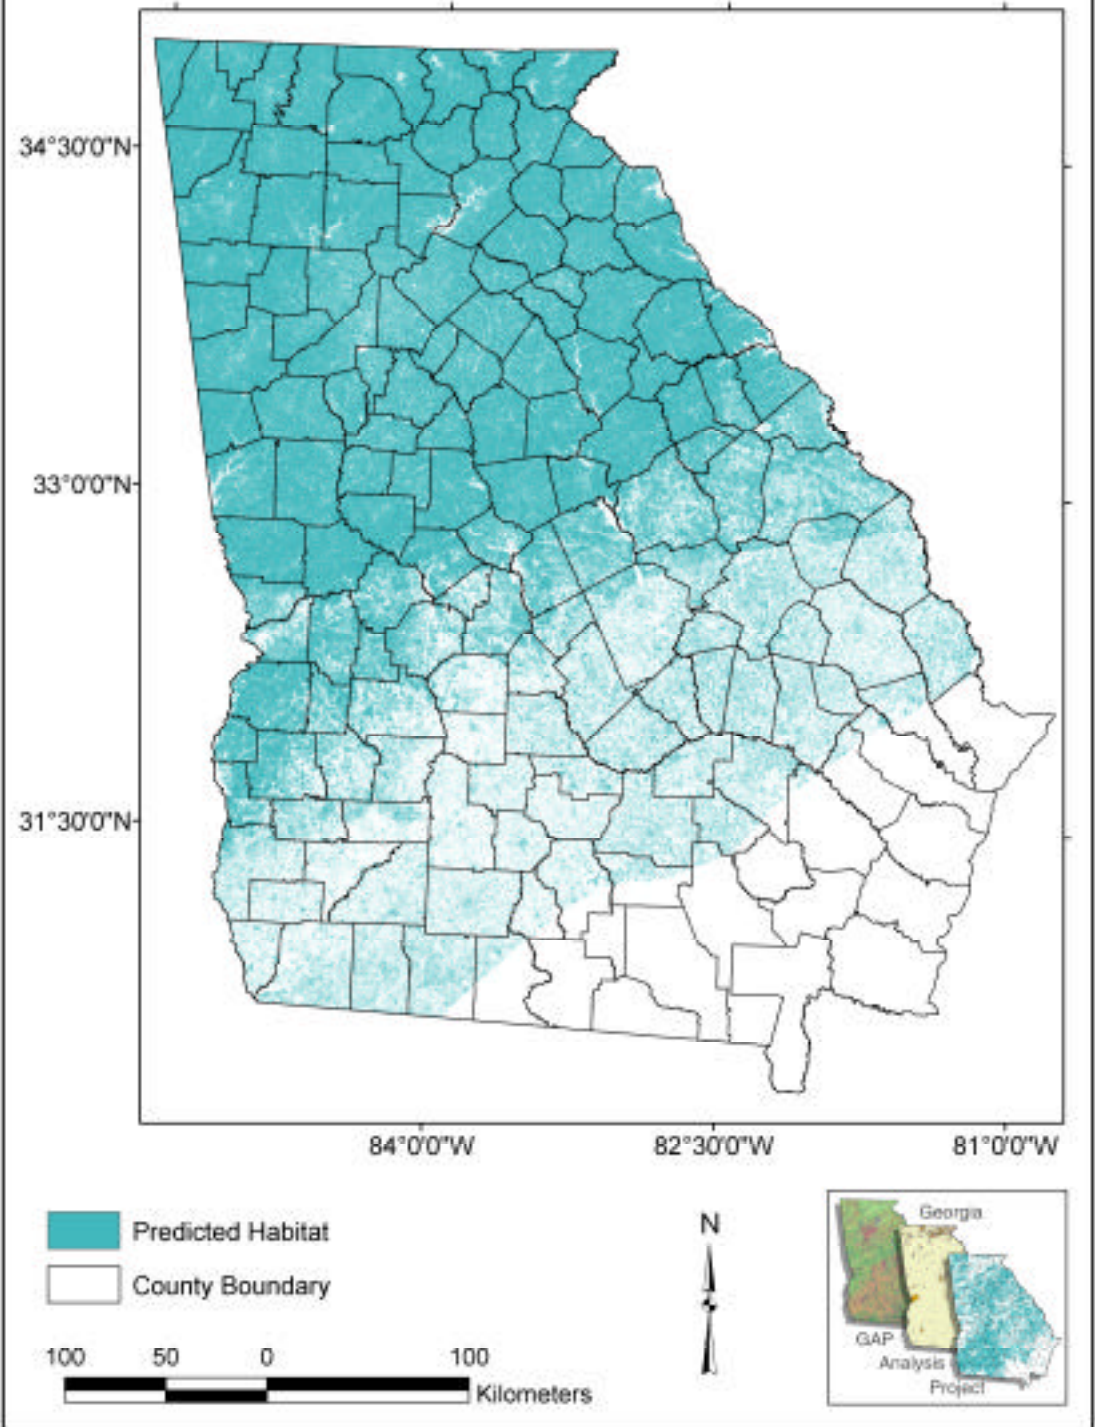 34°30'0"N
33°0'0"N
31°30'0"N
84°0'0"W
82°30'0"W
81°0'0"W
Predicted Habitat
County Boundary
N
100
50
0
100
Kilometers
Georgia
GAP
Analysis
Project